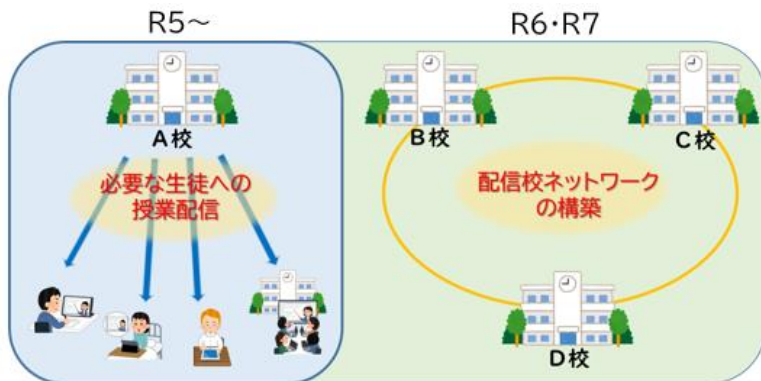 R5～
R6・R7
A校
必要な生徒への
授業配信
B校
C校
配信校ネットワーク
の構築
D校